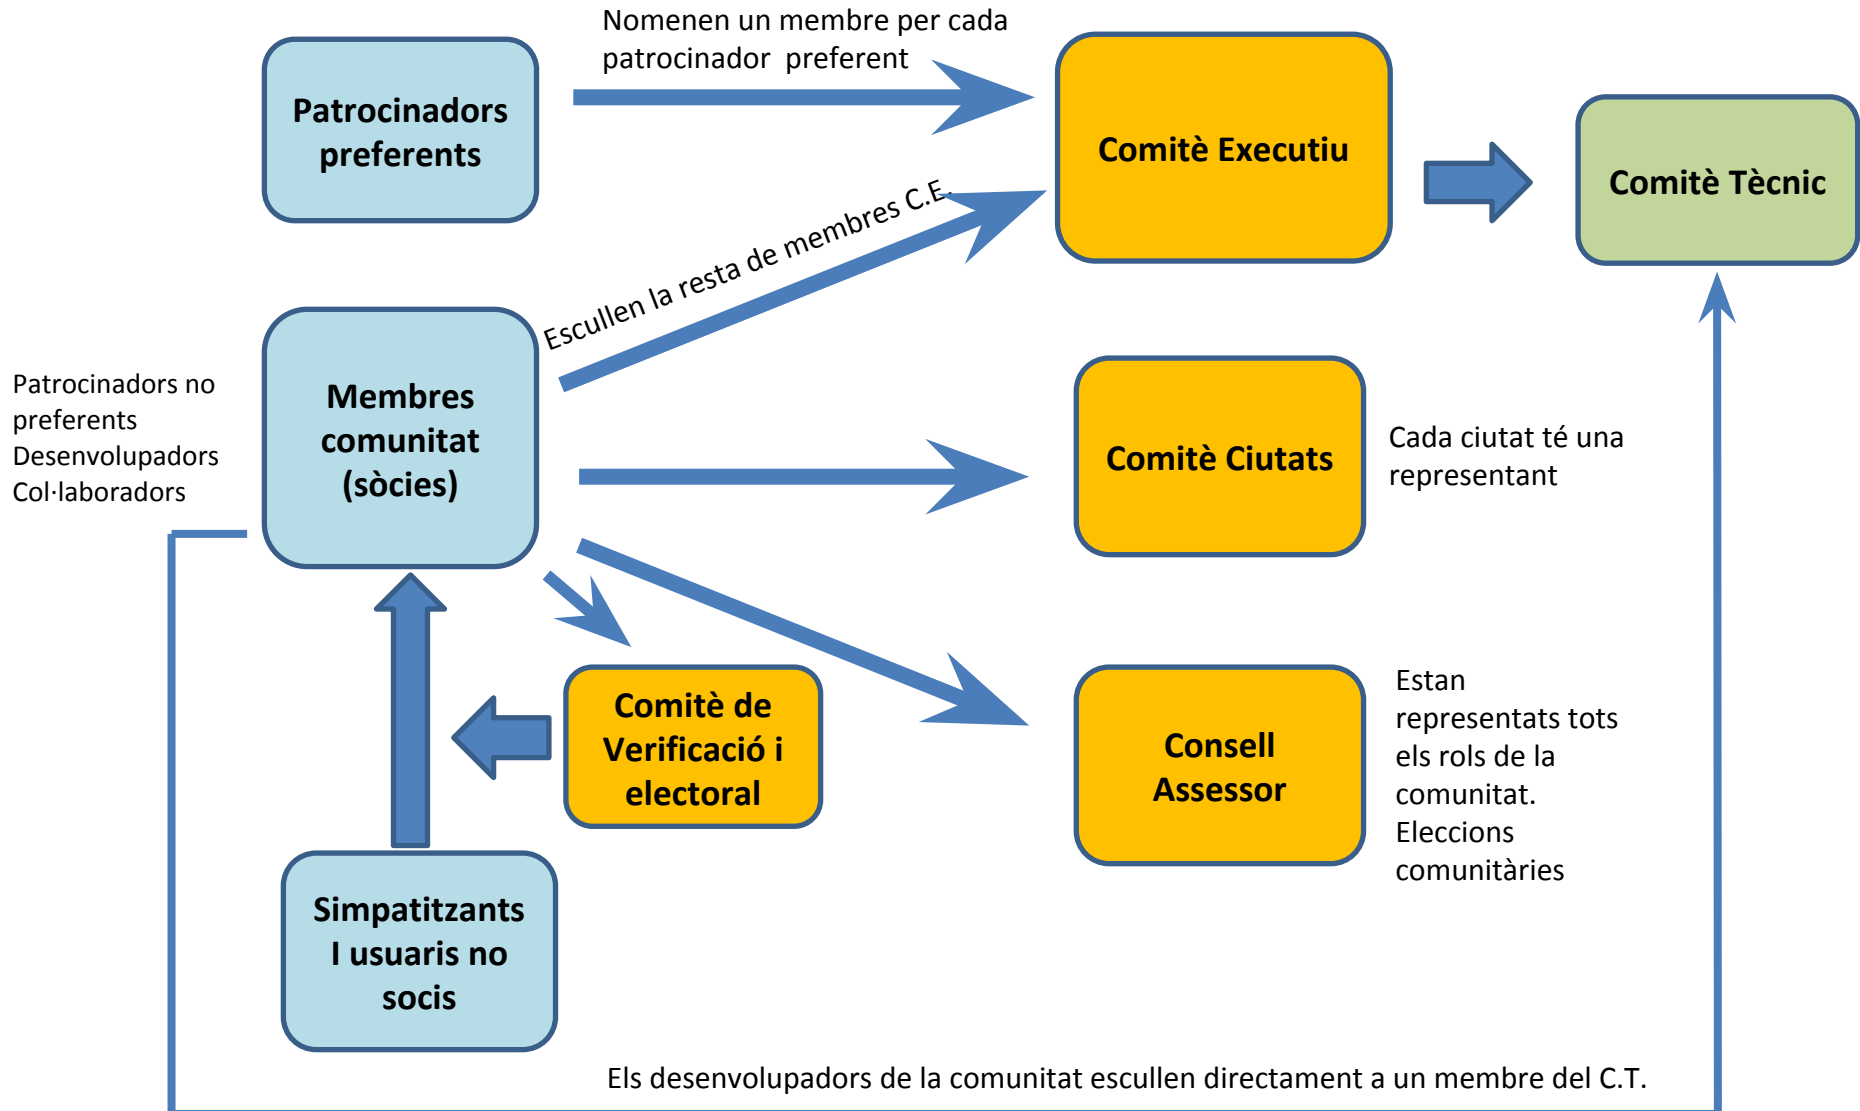 Nomenen un membre per cada
patrocinador preferent
Patrocinadors
preferents
Comitè Executiu
Comitè Tècnic
Escullen la resta de membres C.E.
Patrocinadors no
preferents
Desenvolupadors
Col·laboradors
Membres
comunitat
(sòcies)
Comitè Ciutats
Cada ciutat té una
representant
Comitè de
Verificació i
electoral
Consell
Assessor
Estan
representats tots
els rols de la
comunitat.
Eleccions
comunitàries
Simpatitzants
I usuaris no
socis
Els desenvolupadors de la comunitat escullen directament a un membre del C.T.